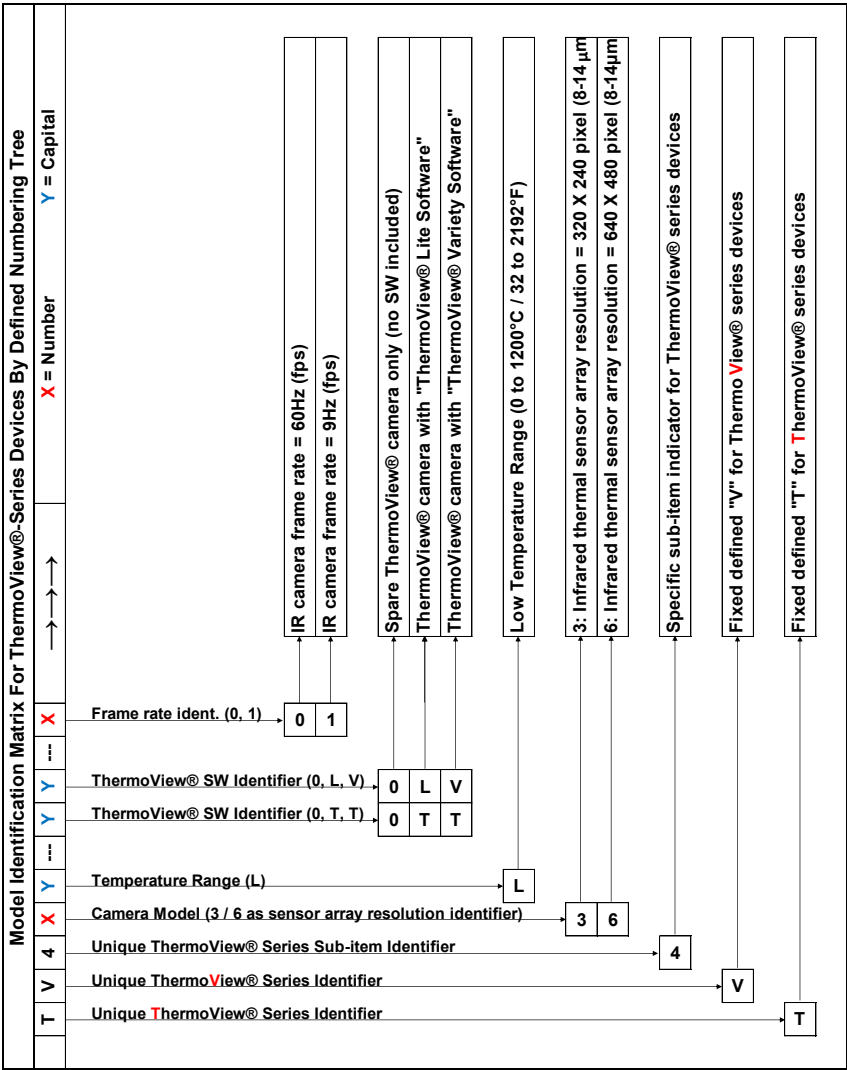 Model Identification Matrix For ThermoView®-Series Devices By Defined Numbering Tree
T V 4 X Y --- Y Y --- X → → → X = Number Y = Capital
Frame rate ident. (0, 1)
0 1
IR camera frame rate = 60Hz (fps)
IR camera frame rate = 9Hz (fps)
ThermoView® SW Identifier (0, L, V)
0 L V
ThermoView® SW Identifier (0, T, T)
0 T T
Spare ThermoView® camera only (no SW included)
ThermoView® camera with "ThermoView® Lite Software"
ThermoView® camera with "ThermoView® Variety Software"
Temperature Range (L)
L
Low Temperature Range (0 to 1200°C / 32 to 2192°F)
Camera Model (3 / 6 as sensor array resolution identifier)
3 6
3: Infrared thermal sensor array resolution = 320 X 240 pixel (8-14 µm
6: Infrared thermal sensor array resolution = 640 X 480 pixel (8-14µm
Unique ThermoView® Series Sub-item Identifier
4
Specific sub-item indicator for ThermoView® series devices
Unique ThermoView® Series Identifier
V
Fixed defined "V" for Thermo View® series devices
Unique ThermoView® Series Identifier
T
Fixed defined "T" for ThermoView® series devices